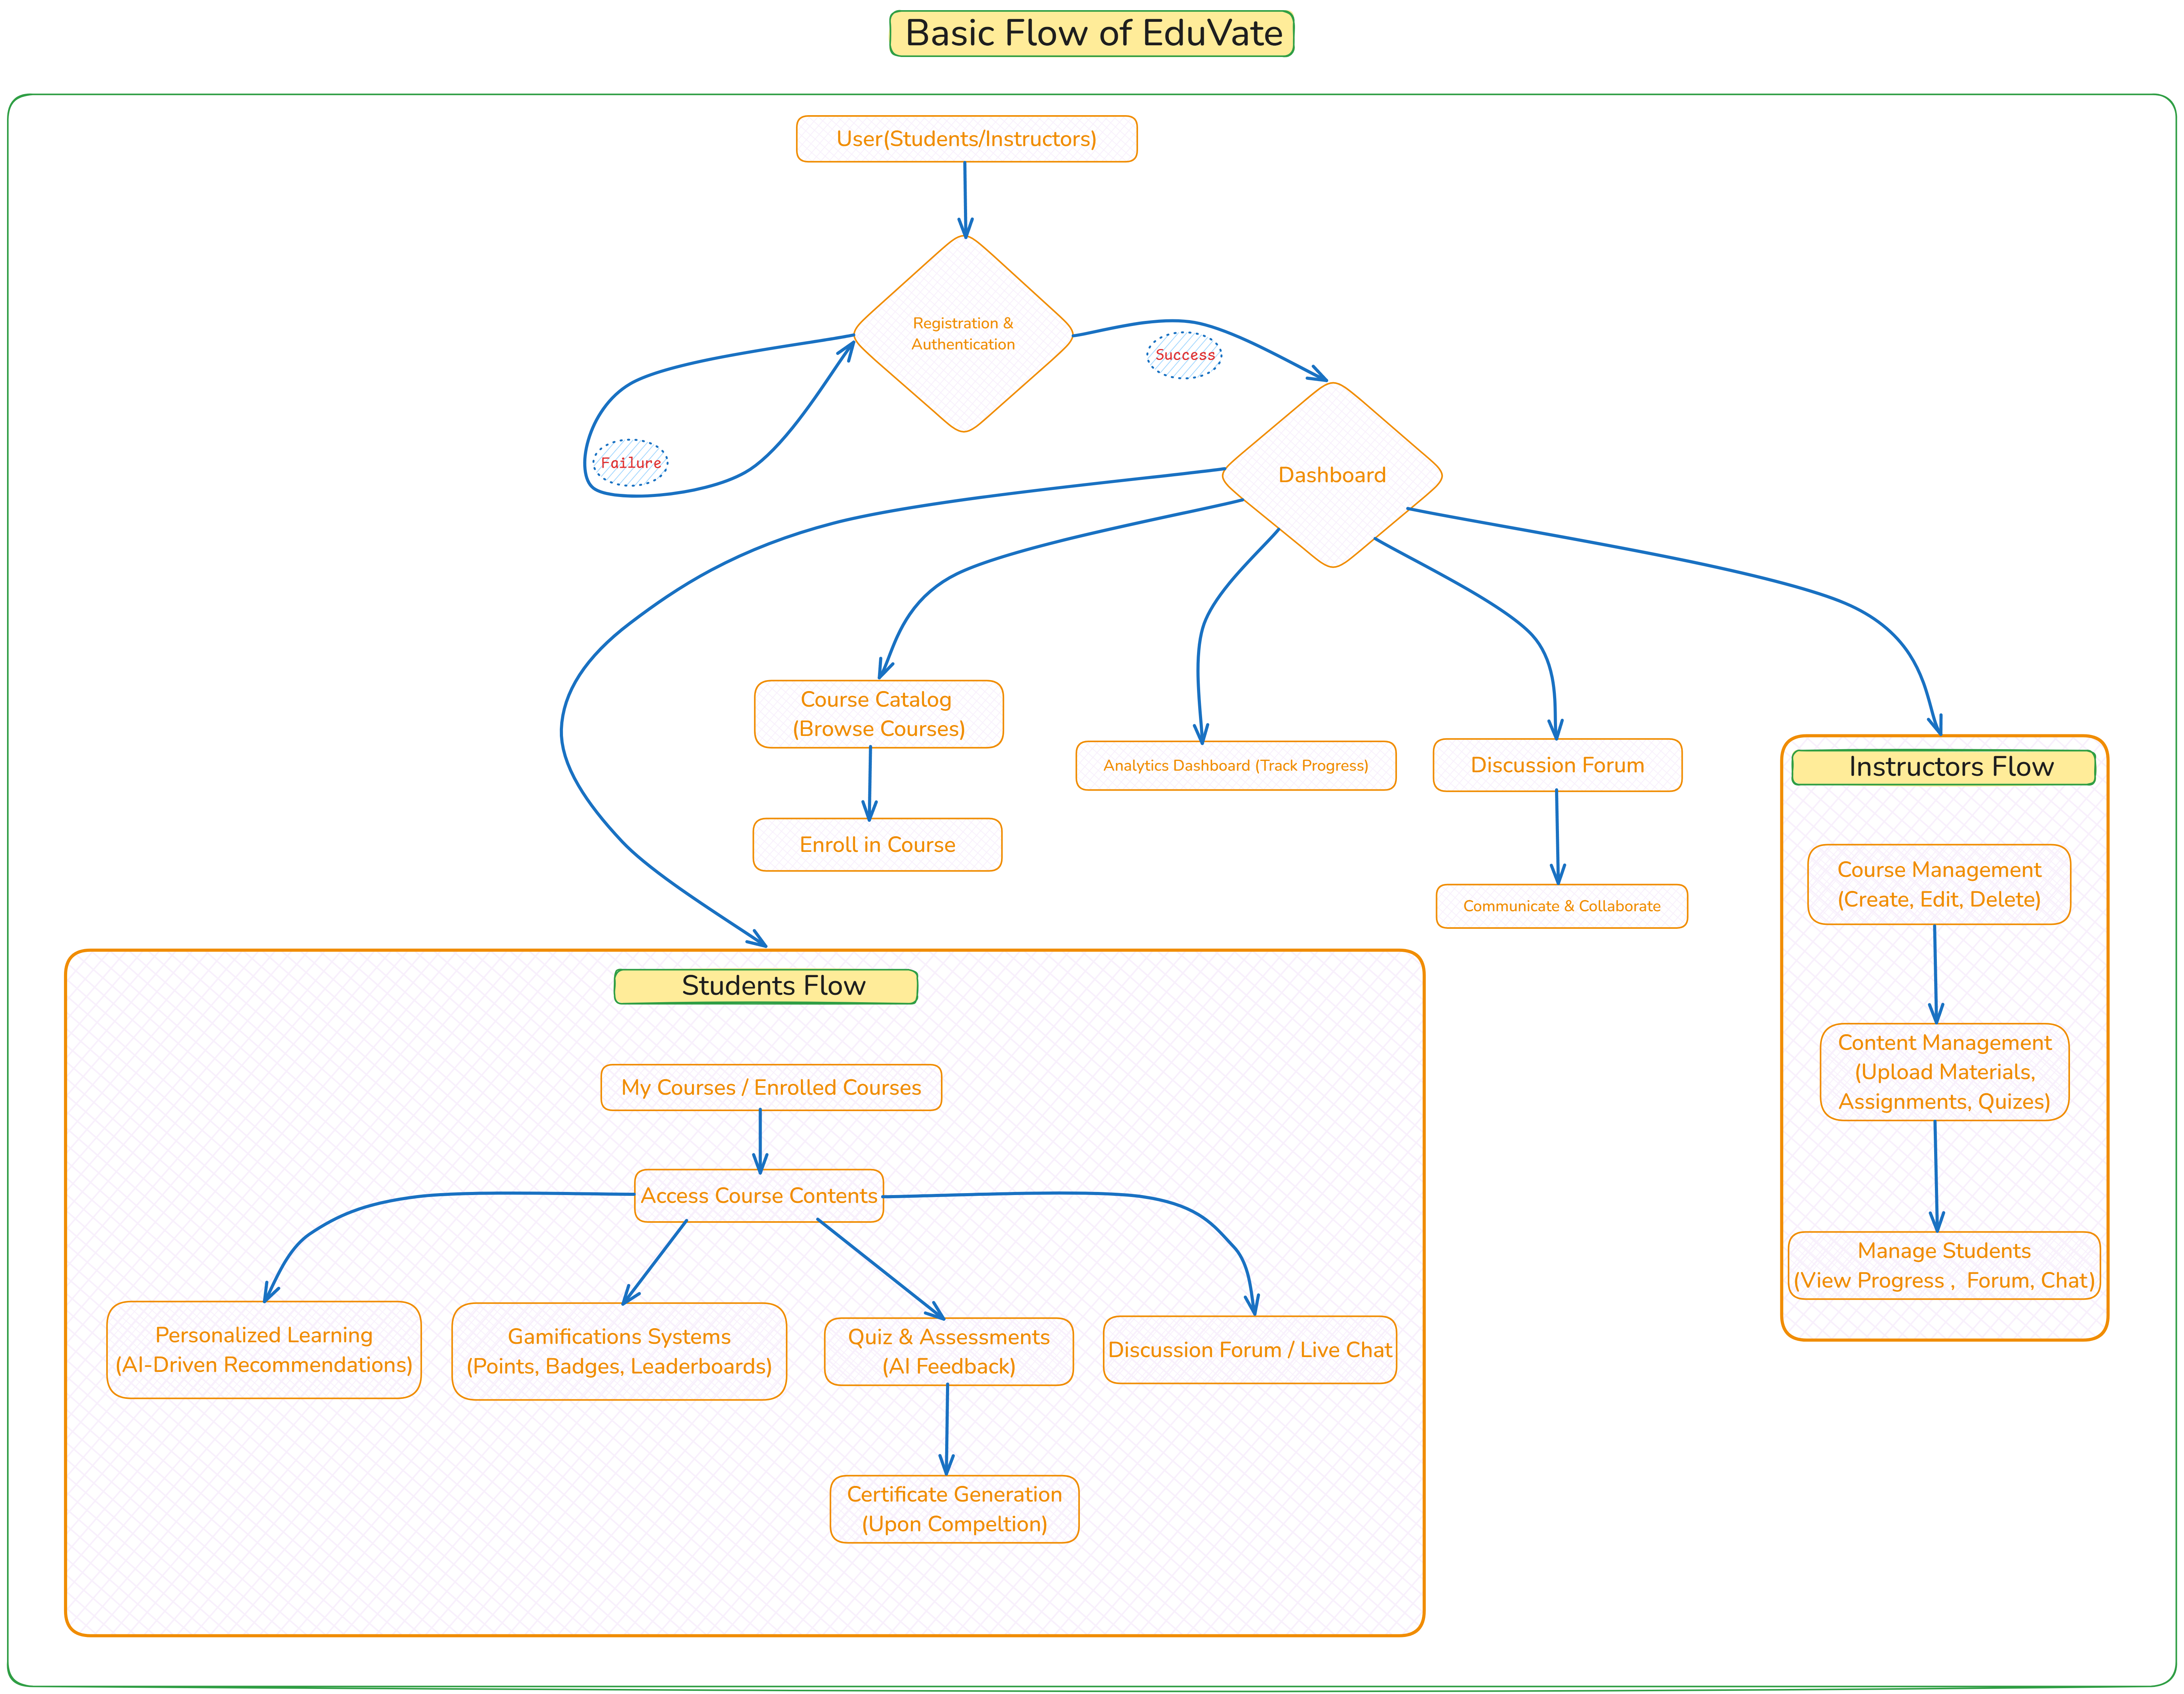 Basic Flow of EduVate
User(Students/Instructors)
Registration &
Authentication
Success
Failure
Dashboard
Course Catalog
(Browse Courses)
Enroll in Course
Analytics Dashboard (Track Progress)
Discussion Forum
Communicate & Collaborate
Instructors Flow
Course Management
(Create, Edit, Delete)
Content Management
(Upload Materials,
Assignments, Quizes)
Manage Students
(View Progress ,  Forum, Chat)
Students Flow
My Courses / Enrolled Courses
Access Course Contents
Personalized Learning
(AI-Driven Recommendations)
Gamifications Systems
(Points, Badges, Leaderboards)
Quiz & Assessments
(AI Feedback)
Discussion Forum / Live Chat
Certificate Generation
(Upon Compeltion)